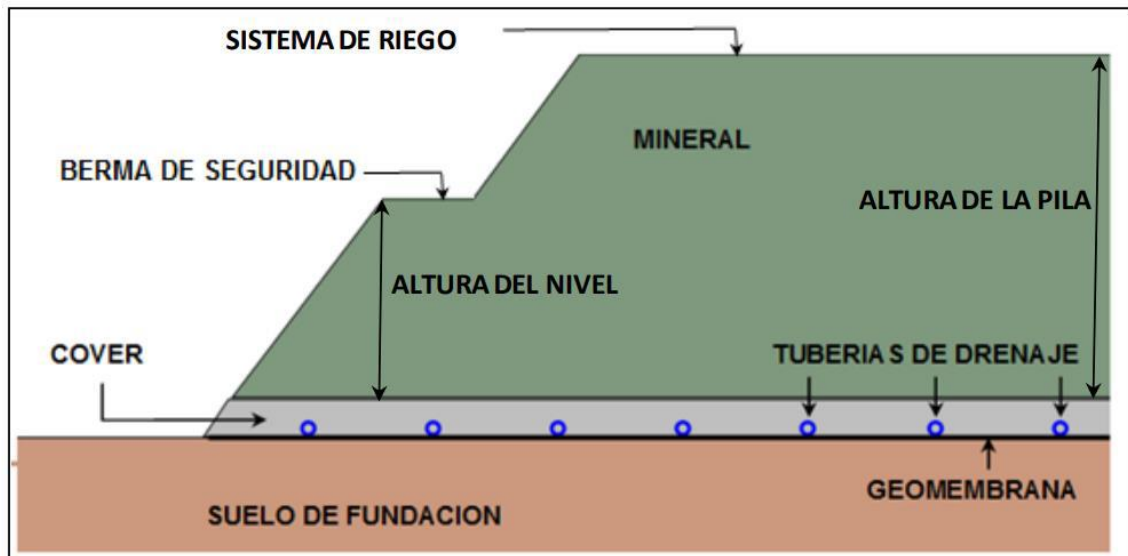 SISTEMA DE RIEGO
MINERAL
BERMA DE SEGURIDAD
ALTURA DE LA PILA
ALTURA DEL NIVEL
COVER
TUBERIAS DE DRENAJE
GEOMEMBRANA
SUELO DE FUNDACION